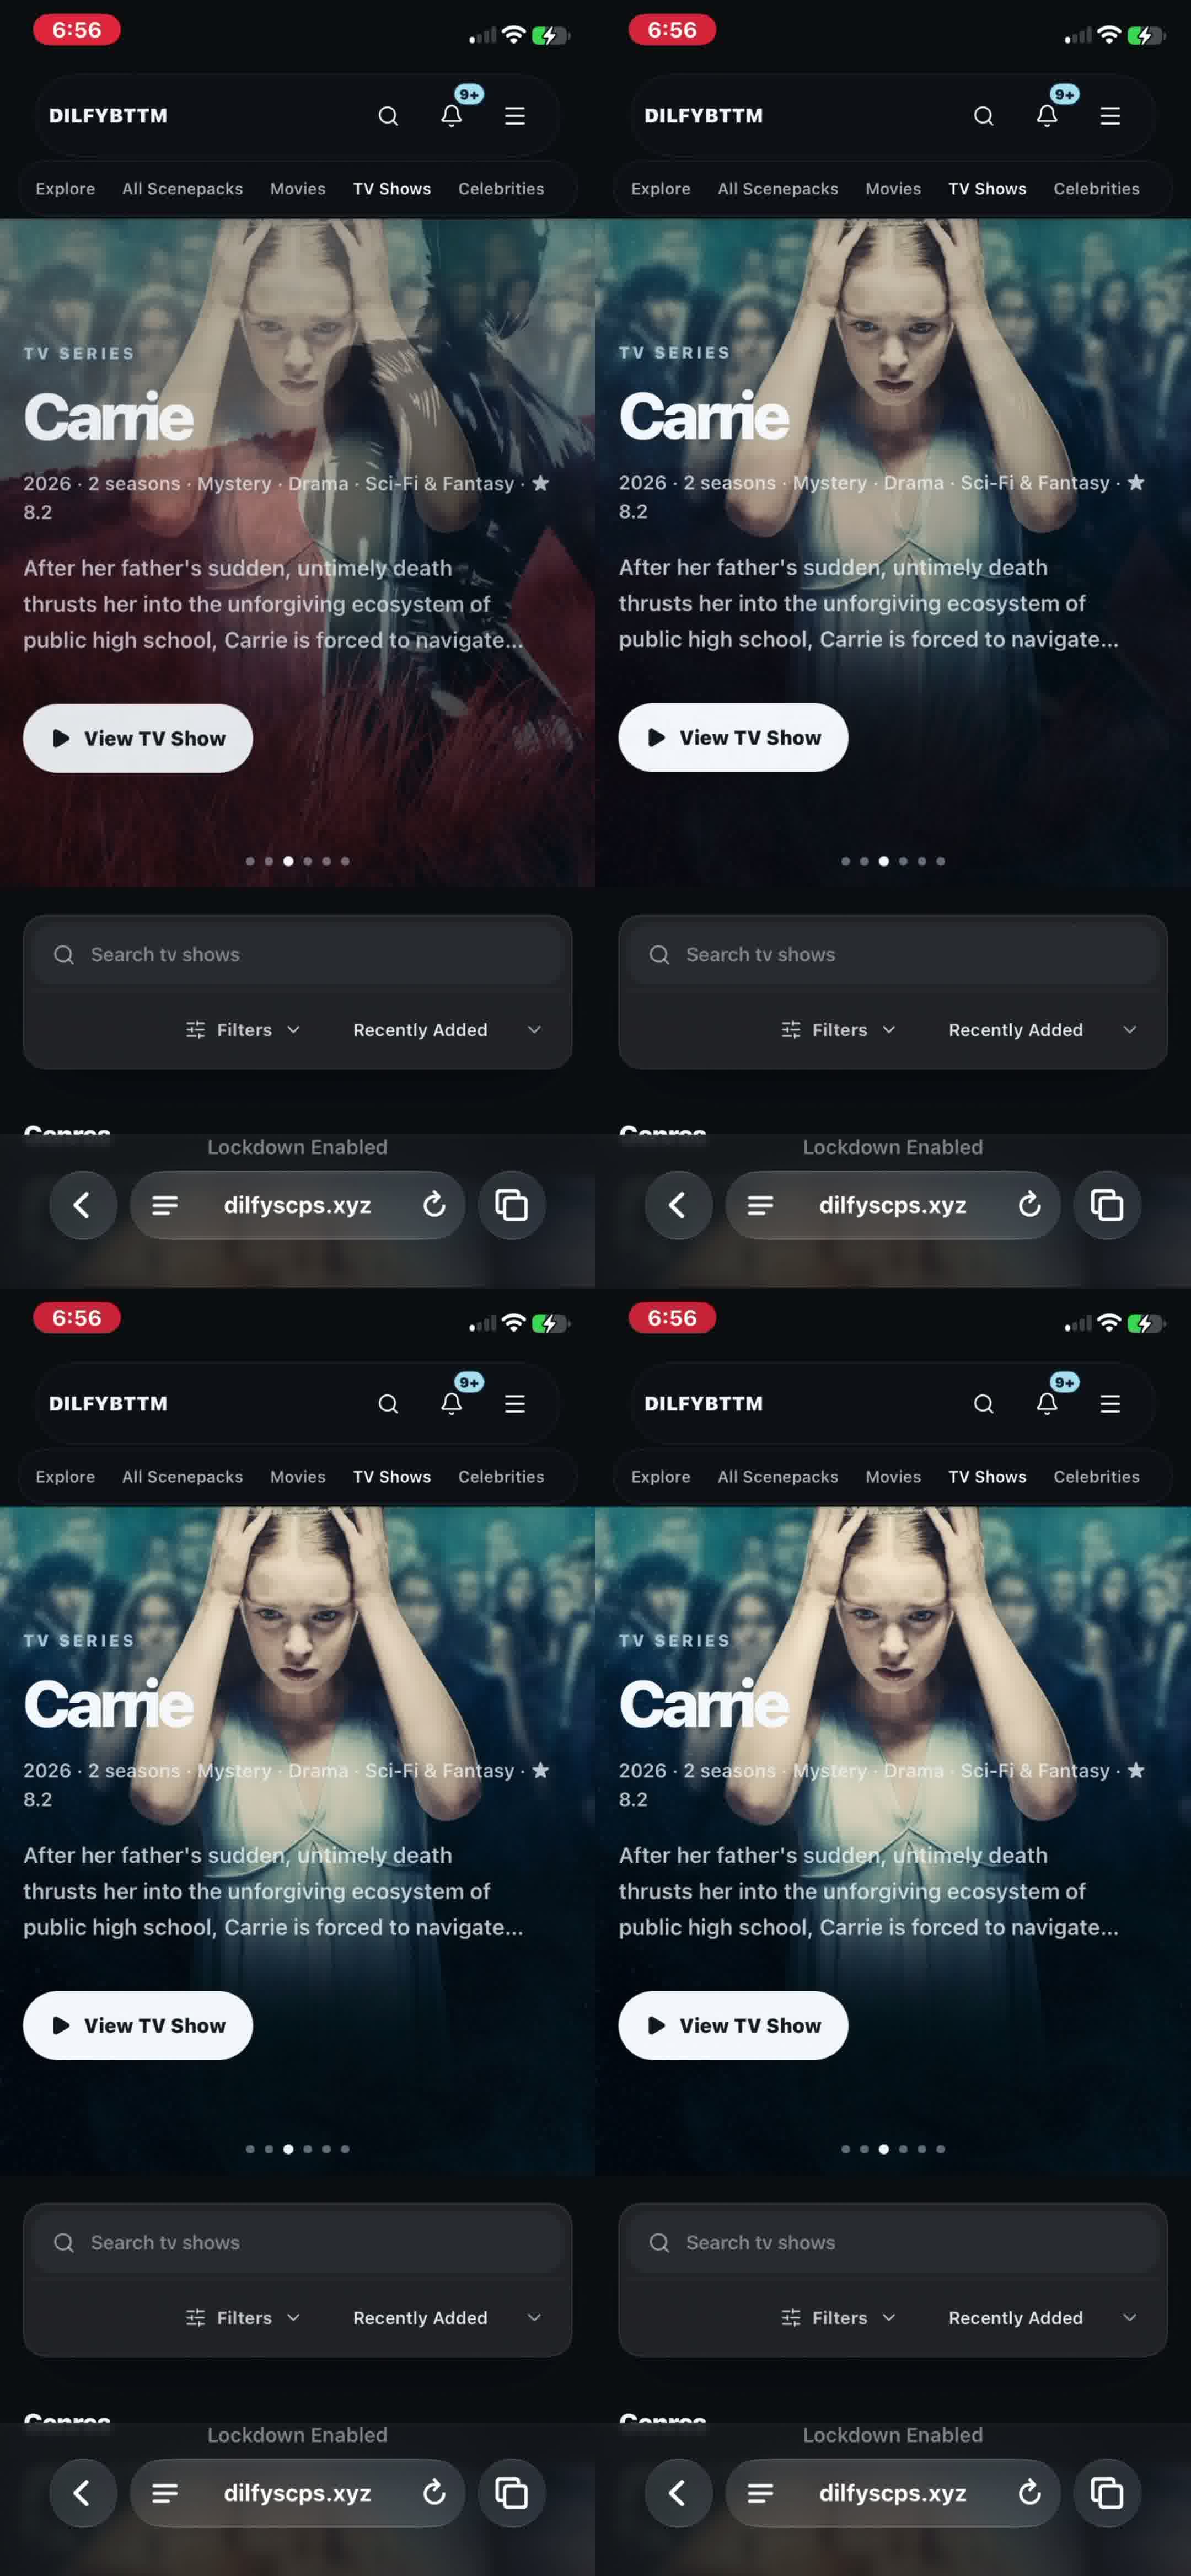 6:56
DILFYBTTM
9+
Explore All Scenepacks Movies TV Shows Celebrities
TV SERIES
Carrie
2026 · 2 seasons · Mystery · Drama · Sci-Fi & Fantasy · ★
8.2
After her father's sudden, untimely death
thrusts her into the unforgiving ecosystem of
public high school, Carrie is forced to navigate...
View TV Show
Search tv shows
Filters Recently Added
Genres
Lockdown Enabled
dilfyscps.xyz
6:56
DILFYBTTM
9+
Explore All Scenepacks Movies TV Shows Celebrities
TV SERIES
Carrie
2026 · 2 seasons · Mystery · Drama · Sci-Fi & Fantasy · ★
8.2
After her father's sudden, untimely death
thrusts her into the unforgiving ecosystem of
public high school, Carrie is forced to navigate...
View TV Show
Search tv shows
Filters Recently Added
Genres
Lockdown Enabled
dilfyscps.xyz
6:56
DILFYBTTM
9+
Explore All Scenepacks Movies TV Shows Celebrities
TV SERIES
Carrie
2026 · 2 seasons · Mystery · Drama · Sci-Fi & Fantasy · ★
8.2
After her father's sudden, untimely death
thrusts her into the unforgiving ecosystem of
public high school, Carrie is forced to navigate...
View TV Show
Search tv shows
Filters Recently Added
Genres
Lockdown Enabled
dilfyscps.xyz
6:56
DILFYBTTM
9+
Explore All Scenepacks Movies TV Shows Celebrities
TV SERIES
Carrie
2026 · 2 seasons · Mystery · Drama · Sci-Fi & Fantasy · ★
8.2
After her father's sudden, untimely death
thrusts her into the unforgiving ecosystem of
public high school, Carrie is forced to navigate...
View TV Show
Search tv shows
Filters Recently Added
Genres
Lockdown Enabled
dilfyscps.xyz